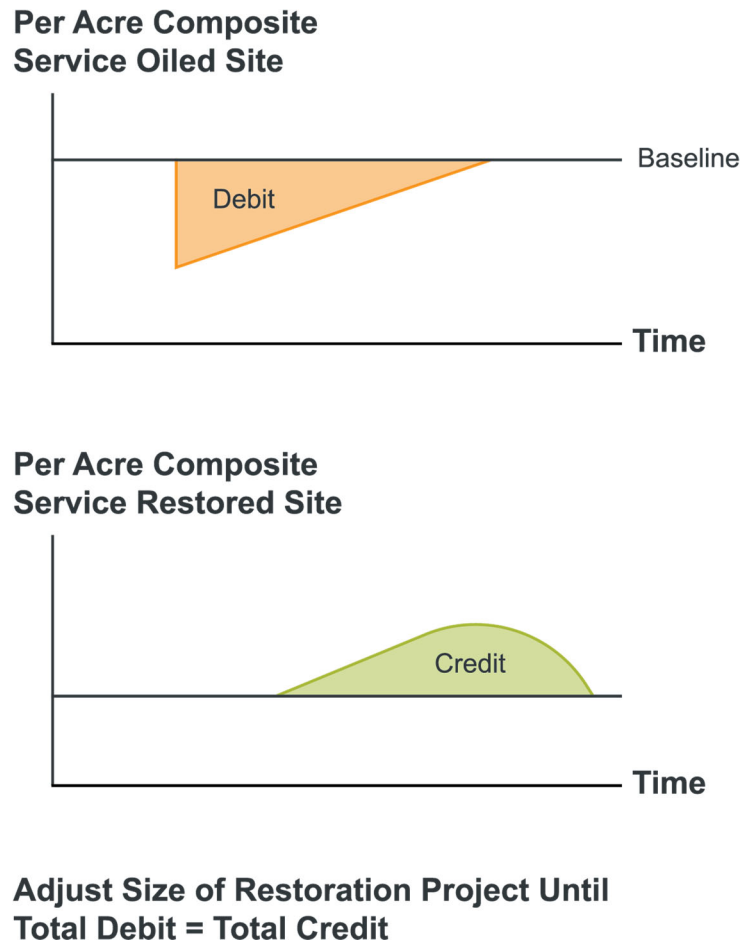 Per Acre Composite
Service Oiled Site
Baseline
Debit
Time
Per Acre Composite
Service Restored Site
Credit
Time
Adjust Size of Restoration Project Until
Total Debit = Total Credit